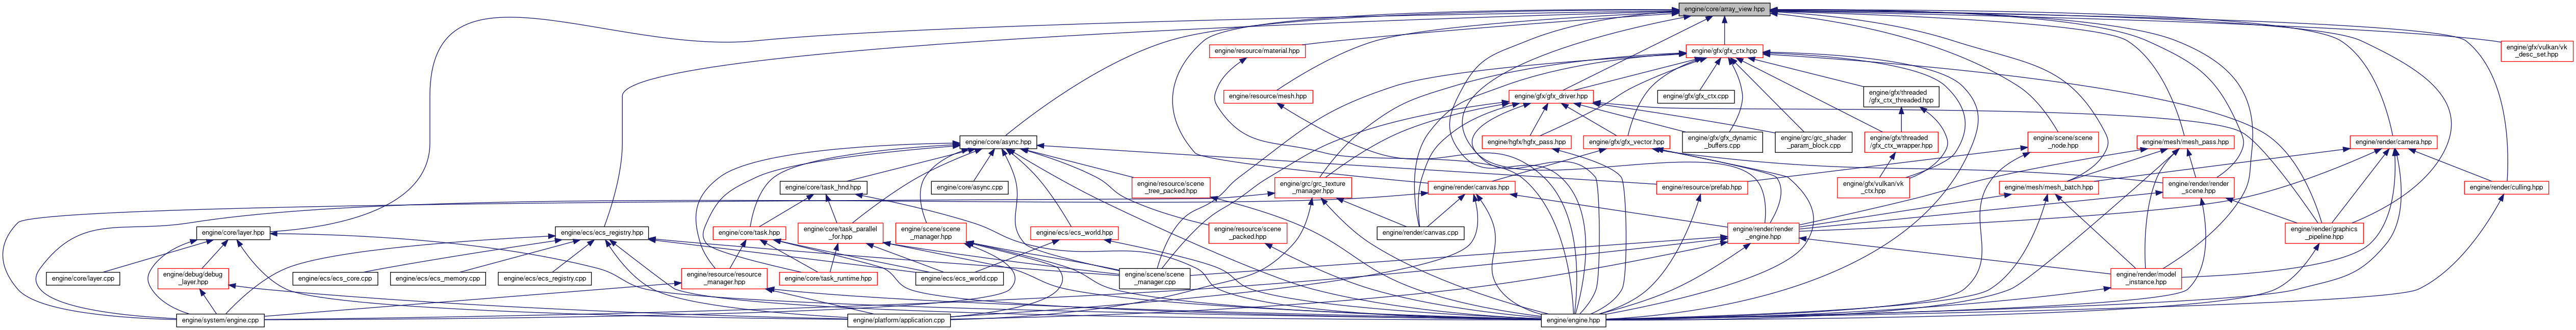 engine/core/array_view.hpp
engine/resource/material.hpp
engine/gfx/gfx_ctx.hpp
engine/gfx/vulkan/vk
_desc_set.hpp
engine/resource/mesh.hpp
engine/gfx/gfx_driver.hpp
engine/gfx/gfx_ctx.cpp
engine/gfx/threaded
/gfx_ctx_threaded.hpp
engine/core/async.hpp
engine/hgfx/hgfx_pass.hpp
engine/gfx/gfx_vector.hpp
engine/gfx/gfx_dynamic
_buffers.cpp
engine/grc/grc_shader
_param_block.cpp
engine/gfx/threaded
/gfx_ctx_wrapper.hpp
engine/scene/scene
_node.hpp
engine/mesh/mesh_pass.hpp
engine/render/camera.hpp
engine/core/task_hnd.hpp
engine/core/async.cpp
engine/resource/scene
_tree_packed.hpp
engine/grc/grc_texture
_manager.hpp
engine/render/canvas.hpp
engine/resource/prefab.hpp
engine/gfx/vulkan/vk
_ctx.hpp
engine/mesh/mesh_batch.hpp
engine/render/render
_scene.hpp
engine/render/culling.hpp
engine/core/layer.hpp
engine/ecs/ecs_registry.hpp
engine/core/task.hpp
engine/core/task_parallel
_for.hpp
engine/scene/scene
_manager.hpp
engine/ecs/ecs_world.hpp
engine/resource/scene
_packed.hpp
engine/render/canvas.cpp
engine/render/render
_engine.hpp
engine/render/graphics
_pipeline.hpp
engine/core/layer.cpp
engine/debug/debug
_layer.hpp
engine/ecs/ecs_core.cpp
engine/ecs/ecs_memory.cpp
engine/ecs/ecs_registry.cpp
engine/resource/resource
_manager.hpp
engine/core/task_runtime.hpp
engine/ecs/ecs_world.cpp
engine/scene/scene
_manager.cpp
engine/render/model
_instance.hpp
engine/system/engine.cpp
engine/platform/application.cpp
engine/engine.hpp